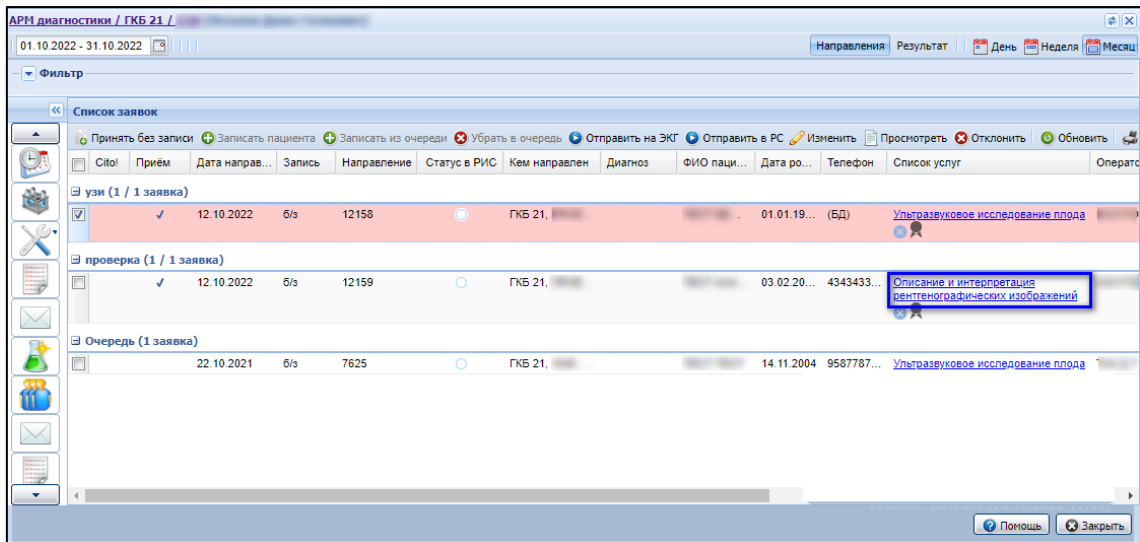 АРМ диагностики / ГКБ 21 /
01.10.2022 - 31.10.2022 Направления Результат День Неделя Месяц
Фильтр
Список заявок
Принять без записи Записать пациента Записать из очереди Убрать в очередь Отправить на ЭКГ Отправить в РС Изменить Просмотреть Отклонить Обновить
Cito! Приём Дата направ... Запись Направление Статус в РИС Кем направлен Диагноз ФИО паци... Дата ро... Телефон Список услуг Операто
узи (1 / 1 заявка)
12.10.2022 б/з 12158 ГКБ 21, 01.01.19... (БД) Ультразвуковое исследование плода
проверка (1 / 1 заявка)
12.10.2022 б/з 12159 ГКБ 21, 03.02.20... 4343433... Описание и интерпретация
рентгенографических изображений
Очередь (1 заявка)
22.10.2021 б/з 7625 ГКБ 21, 14.11.2004 9587787... Ультразвуковое исследование плода
Помощь Закрыть